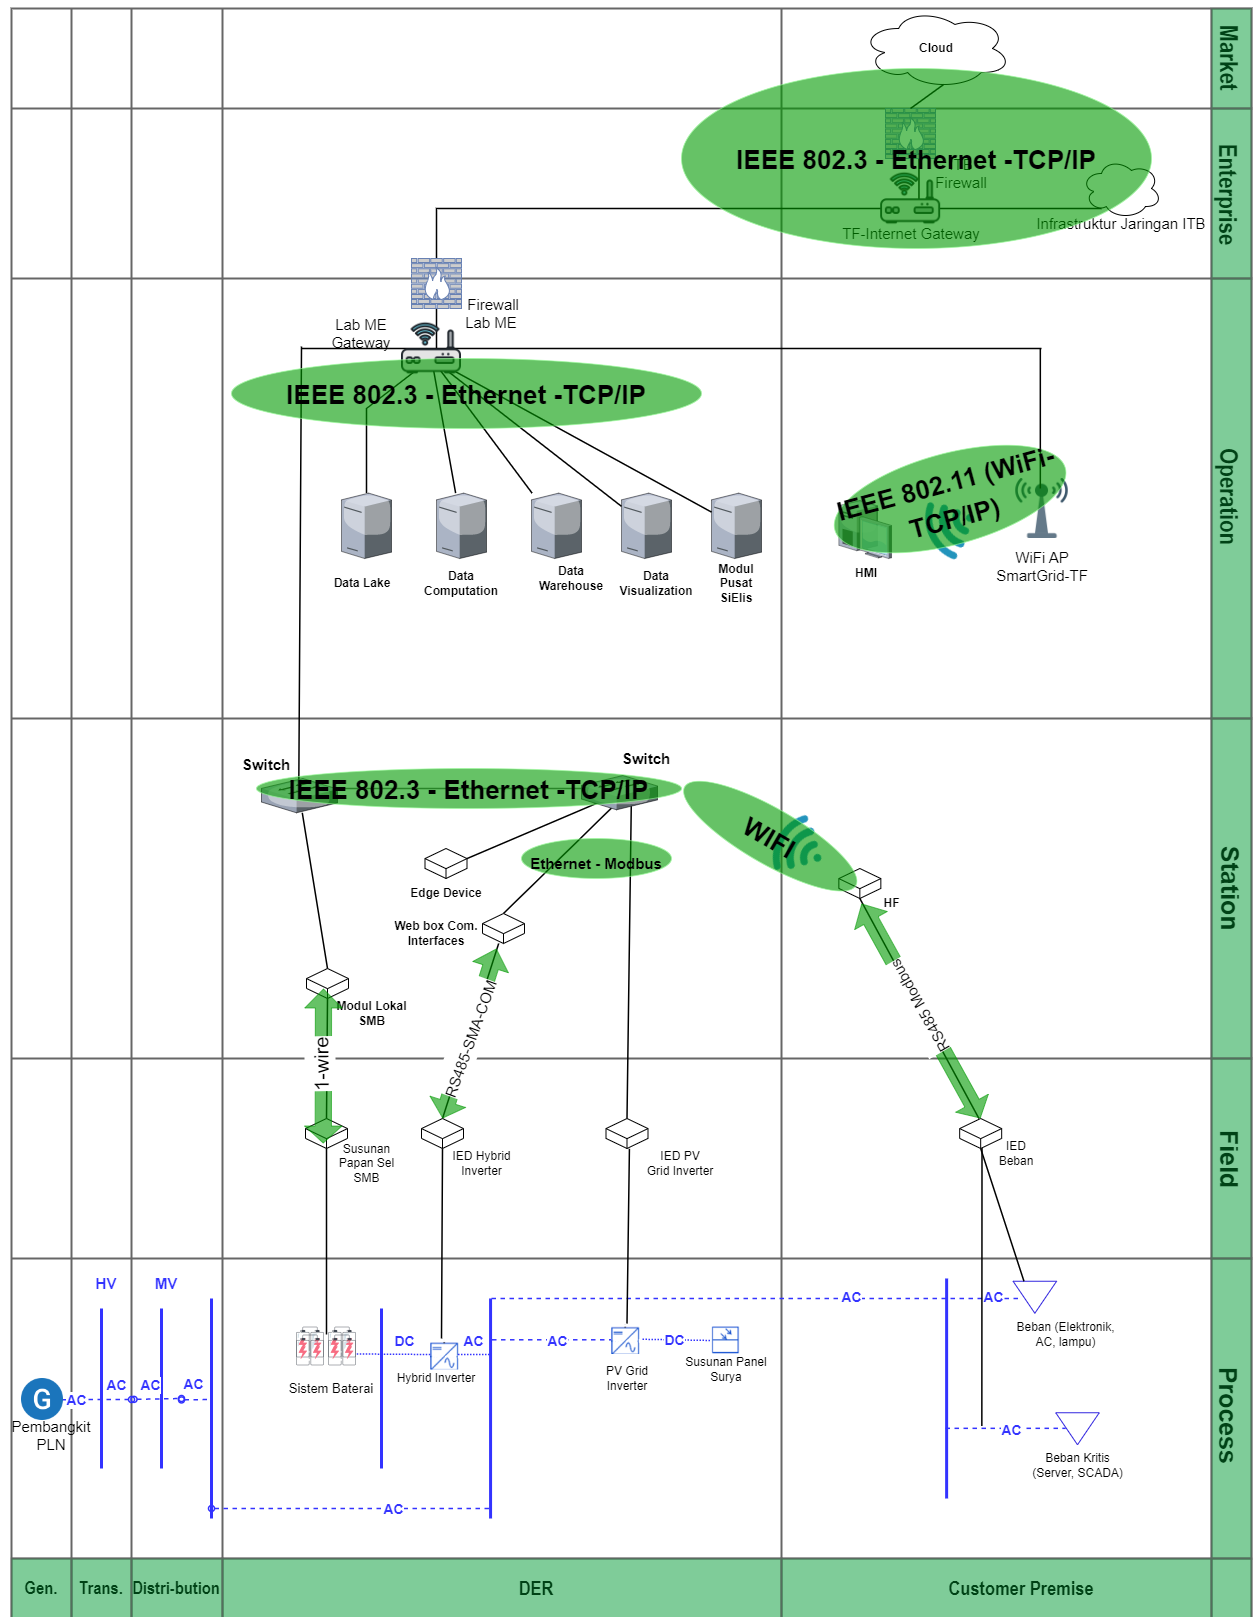 Market
Cloud
Enterprise
IEEE 802.3 - Ethernet -TCP/IP
Firewall
Infrastruktur Jaringan ITB
TF-Internet Gateway
Operation
Firewall
Lab ME
Lab ME
Gateway
IEEE 802.3 - Ethernet -TCP/IP
IEEE 802.11 (WiFi-
TCP/IP)
Data Lake
Data
Computation
Data
Warehouse
Data
Visualization
Modul
Pusat
SiElis
HMI
WiFi AP
SmartGrid-TF
Station
Switch
Switch
IEEE 802.3 - Ethernet -TCP/IP
WIFI
Ethernet - Modbus
Edge Device
HF
Web box Com.
Interfaces
Modul Lokal
SMB
1-wire
RS485-SMA-COM
RS485 Modbus
Field
Susunan
Papan Sel
SMB
IED Hybrid
Inverter
IED PV
Grid Inverter
IED
Beban
Process
HV
MV
AC
AC
AC
AC
G
Pembangkit
PLN
DC
AC
AC
DC
AC
AC
Sistem Baterai
Hybrid Inverter
PV Grid
Inverter
Susunan Panel
Surya
Beban (Elektronik,
AC, lampu)
AC
Beban Kritis
(Server, SCADA)
AC
Gen.
Trans.
Distri-bution
DER
Customer Premise